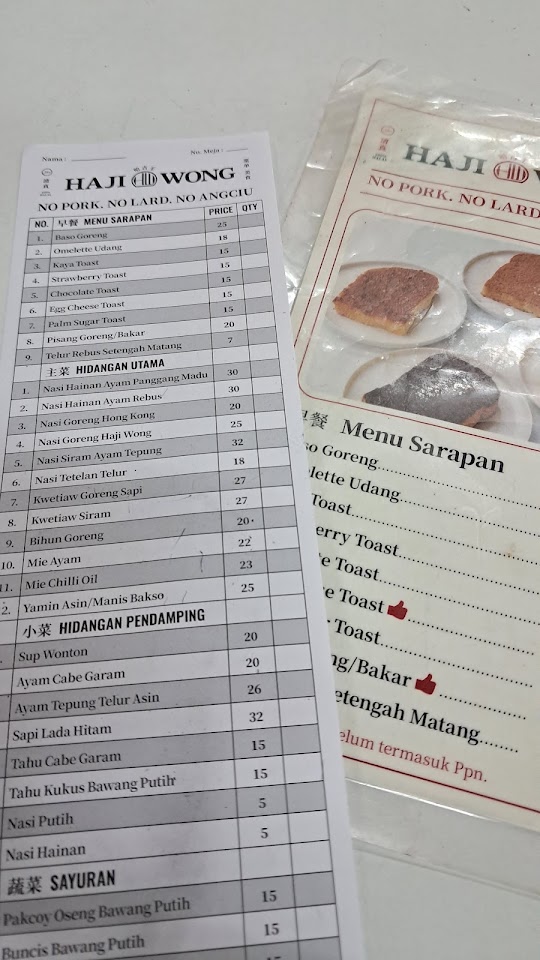 Nama :
No. Meja :
HAJI WONG
NO PORK. NO LARD. NO ANGCIU
NO. 早餐 MENU SARAPAN PRICE QTY
1. Baso Goreng 25
2. Omelette Udang 18
3. Kaya Toast 15
4. Strawberry Toast 15
5. Chocolate Toast 15
6. Egg Cheese Toast 15
7. Palm Sugar Toast 15
8. Pisang Goreng/Bakar 20
9. Telur Rebus Setengah Matang 7
主菜 HIDANGAN UTAMA
1. Nasi Hainan Ayam Panggang Madu 30
2. Nasi Hainan Ayam Rebus 30
3. Nasi Goreng Hong Kong 20
4. Nasi Goreng Haji Wong 25
5. Nasi Siram Ayam Tepung 32
6. Nasi Tetelan Telur 18
7. Kwetiaw Goreng Sapi 27
8. Kwetiaw Siram 27
9. Bihun Goreng 20
10. Mie Ayam 22
11. Mie Chilli Oil 23
2. Yamin Asin/Manis Bakso 25
小菜 HIDANGAN PENDAMPING
Sup Wonton 20
Ayam Cabe Garam 20
Ayam Tepung Telur Asin 26
Sapi Lada Hitam 32
Tahu Cabe Garam 15
Tahu Kukus Bawang Putih 15
Nasi Putih 5
Nasi Hainan 5
蔬菜 SAYURAN
Pakcoy Oseng Bawang Putih 15
Buncis Bawang Putih 15
HAJI W
NO PORK. NO LARD
早餐 Menu Sarapan
so Goreng
elette Udang
Toast
erry Toast
te Toast
e Toast
r Toast
ng/Bakar
etengah Matang
elum termasuk Ppn.